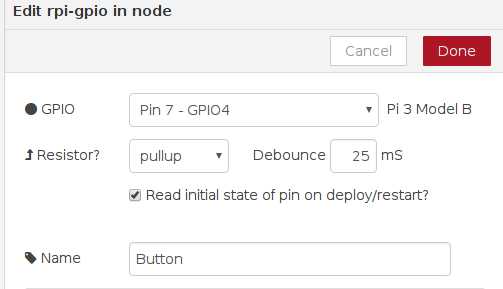 Edit rpi-gpio in node
Cancel Done
GPIO Pin 7 - GPIO4 Pi 3 Model B
Resistor? pullup Debounce 25 mS
Read initial state of pin on deploy/restart?
Name Button